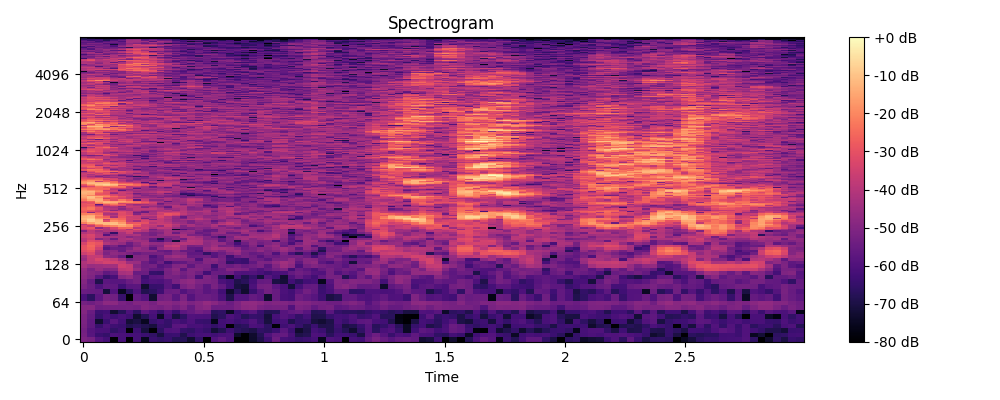 Spectrogram
Hz
4096
2048
1024
512
256
128
64
0
0
0.5
1
1.5
2
2.5
Time
+0 dB
-10 dB
-20 dB
-30 dB
-40 dB
-50 dB
-60 dB
-70 dB
-80 dB